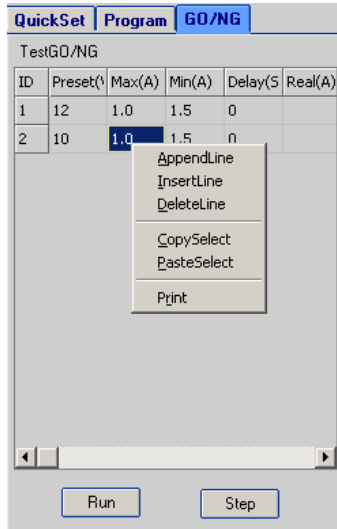 QuickSet Program GO/NG
TestGO/NG
ID Preset(V Max(A) Min(A) Delay(S Real(A)
1 12 1.0 1.5 0
2 10 1.0 1.5 0
AppendLine
InsertLine
DeleteLine
CopySelect
PasteSelect
Print
Run Step